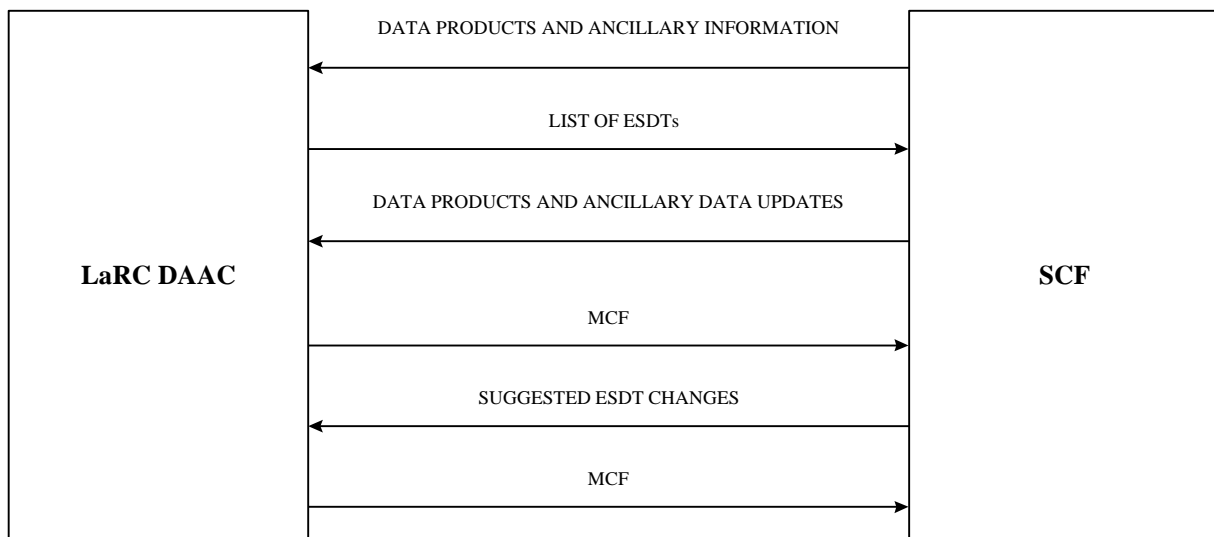 DATA PRODUCTS AND ANCILLARY INFORMATION
LIST OF ESDTs
DATA PRODUCTS AND ANCILLARY DATA UPDATES
LaRC DAAC
SCF
MCF
SUGGESTED ESDT CHANGES
MCF